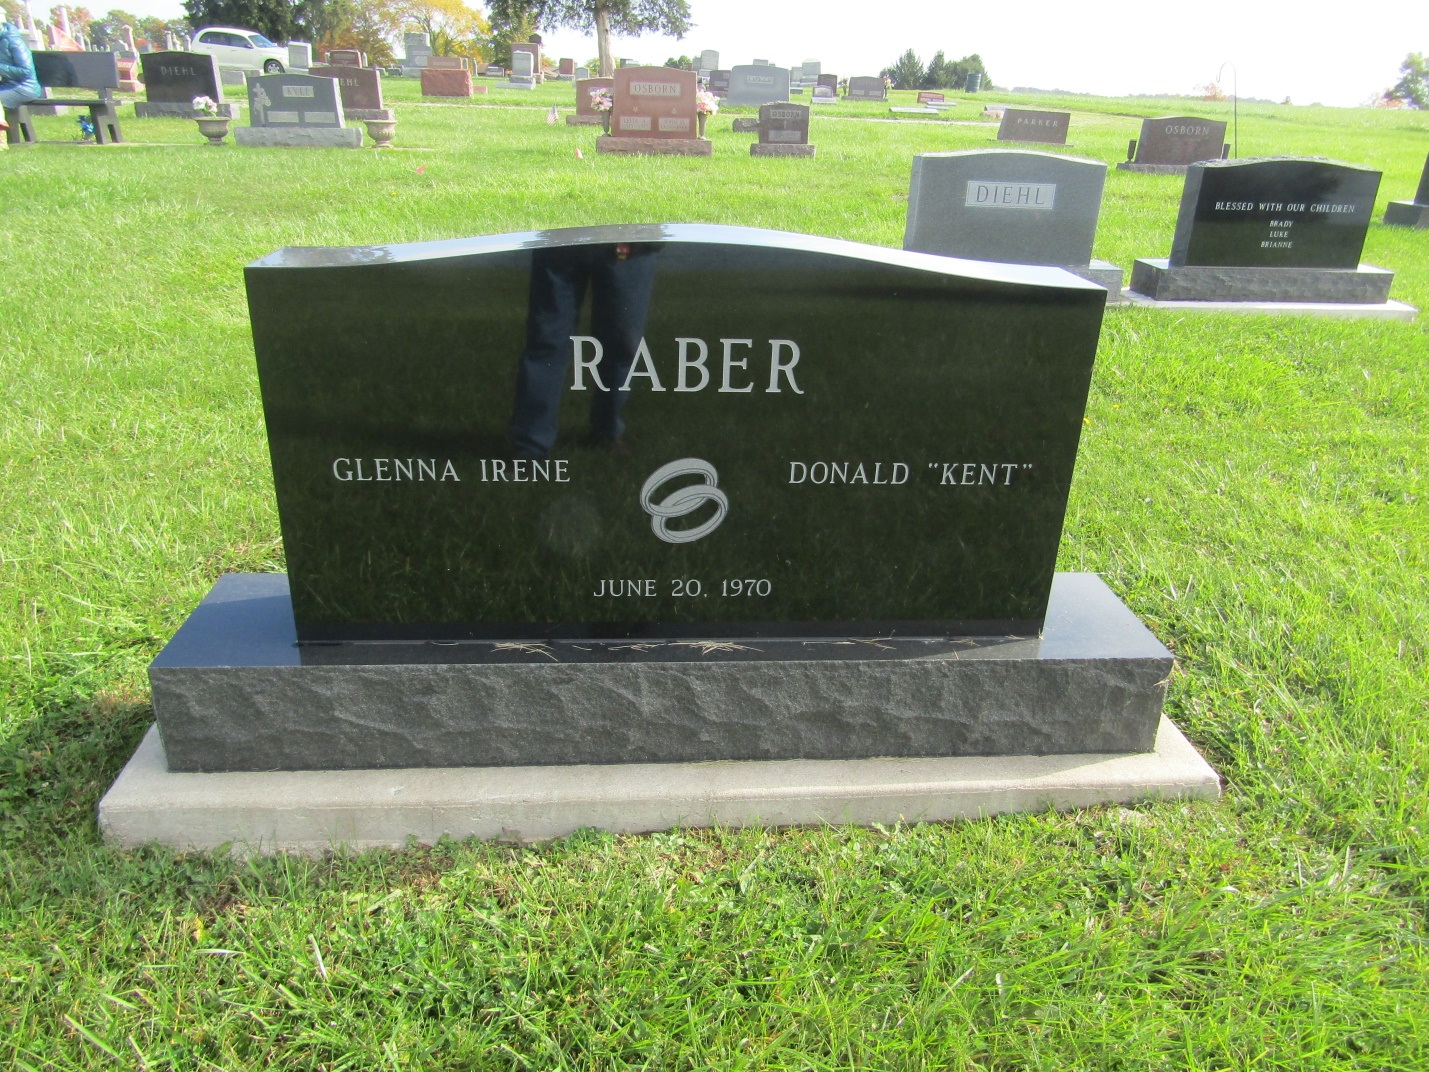 DIEHL
KYLE
OSBORN
PARKER
OSBORN
DIEHL
BLESSED WITH OUR CHILDREN
BRADY
LUKE
BRIANNE
RABER
GLENNA IRENE
DONALD "KENT"
JUNE 20, 1970